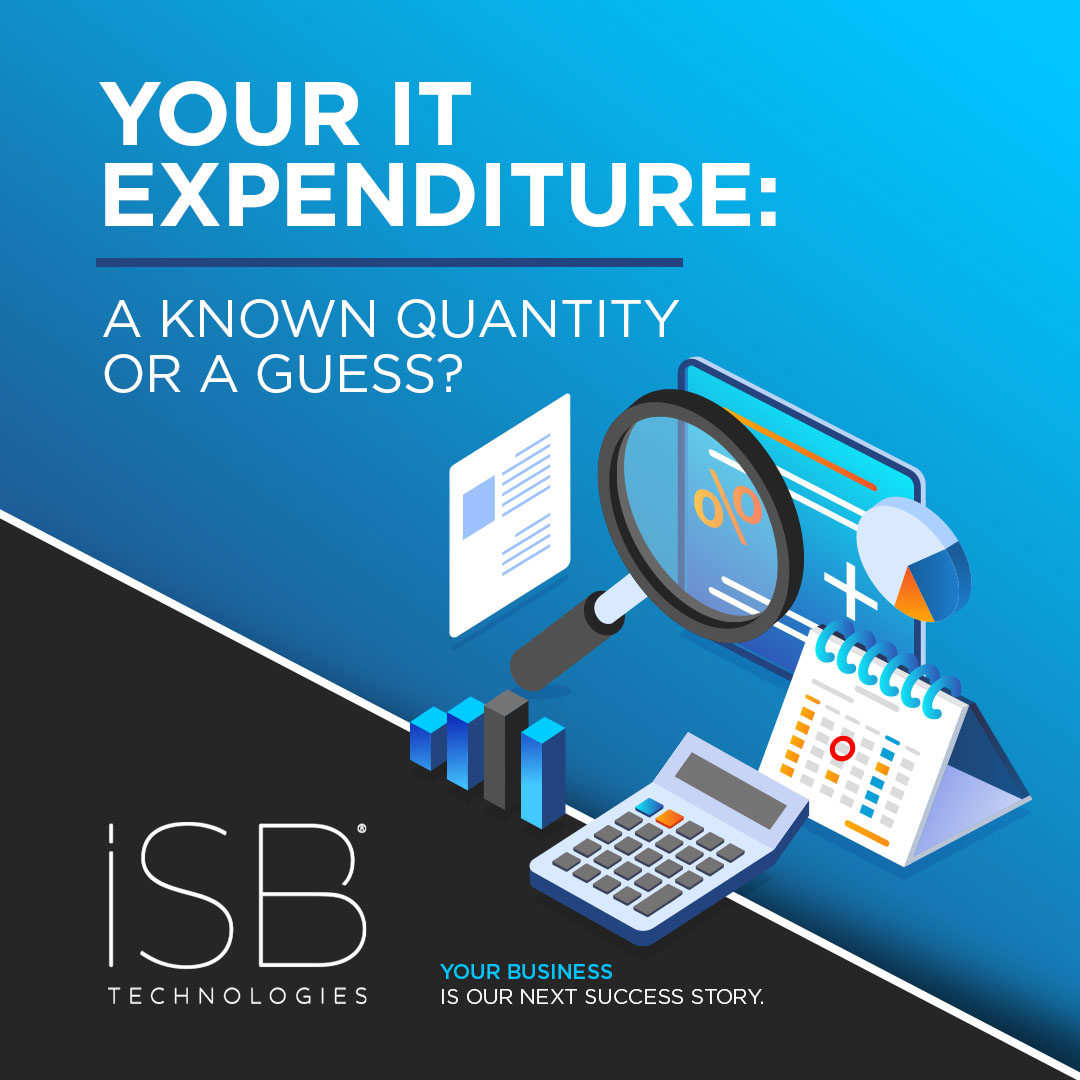 YOUR IT
EXPENDITURE:
A KNOWN QUANTITY
OR A GUESS?
%
+
iSB®
TECHNOLOGIES
YOUR BUSINESS
IS OUR NEXT SUCCESS STORY.